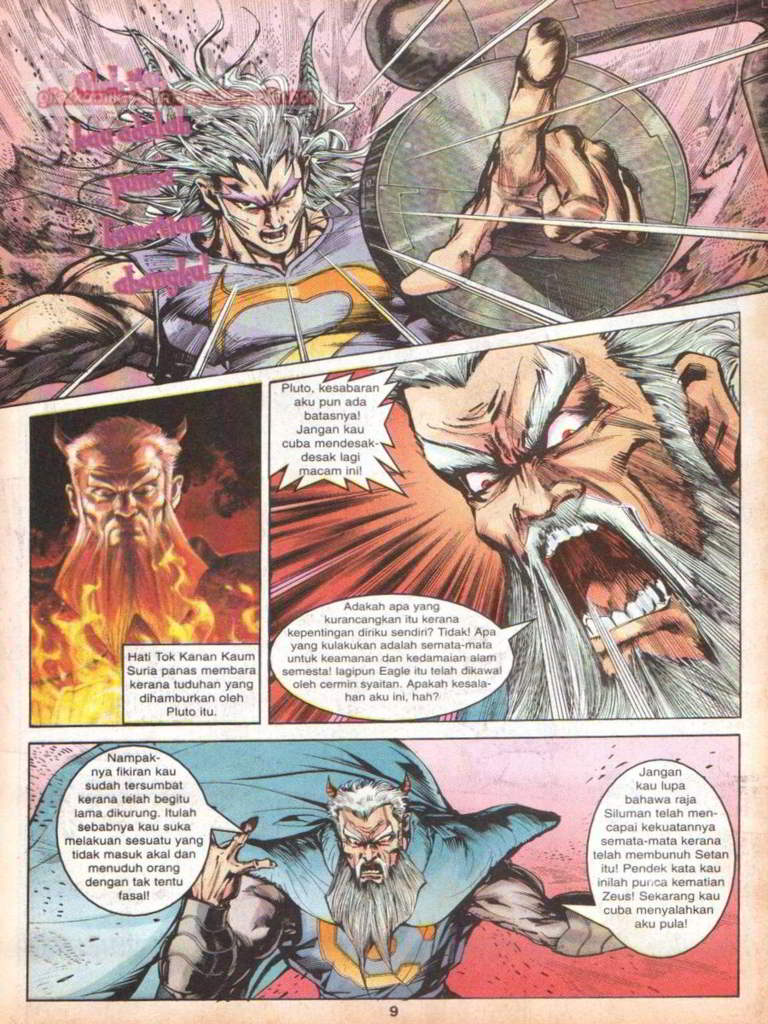 kau adalah
punca
kematian
abangku!
Pluto, kesabaran
aku pun ada
batasnya!
Jangan kau
cuba mendesak-
desak lagi
macam ini!
Hati Tok Kanan Kaum
Suria panas membara
kerana tuduhan yang
dihamburkan oleh
Pluto itu.
Adakah apa yang
kurancangkan itu kerana
kepentingan diriku sendiri? Tidak! Apa
yang kulakukan adalah semata-mata
untuk keamanan dan kedamaian alam
semesta! lagipun Eagle itu telah dikawal
oleh cermin syaitan. Apakah kesala-
han aku ini, hah?
Nampak-
nya fikiran kau
sudah tersumbat
kerana telah begitu
lama dikurung. Itulah
sebabnya kau suka
melakuan sesuatu yang
tidak masuk akal dan
menuduh orang
dengan tak tentu
fasal!
Jangan
kau lupa
bahawa raja
Siluman telah men-
capai kekuatannya
semata-mata kerana
telah membunuh Setan
itu! Pendek kata kau
inilah punca kematian
Zeus! Sekarang kau
cuba menyalahkan
aku pula!
9